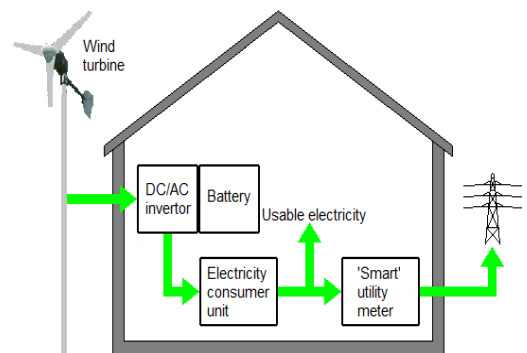 Wind
turbine
DC/AC
invertor
Battery
Usable electricity
Electricity
consumer
unit
'Smart'
utility
meter